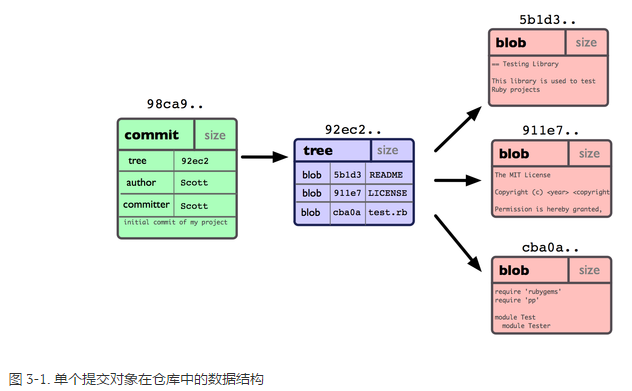 98ca9..
commit size
tree 92ec2
author Scott
committer Scott
initial commit of my project
92ec2..
tree size
blob 5b1d3 README
blob 911e7 LICENSE
blob cba0a test.rb
5b1d3..
blob size
== Testing Library
This library is used to test
Ruby projects
911e7..
blob size
The MIT License
Copyright (c) <year> <copyright
Permission is hereby granted,
cba0a..
blob size
require 'rubygems'
require 'pp'
module Test
module Tester
图 3-1. 单个提交对象在仓库中的数据结构